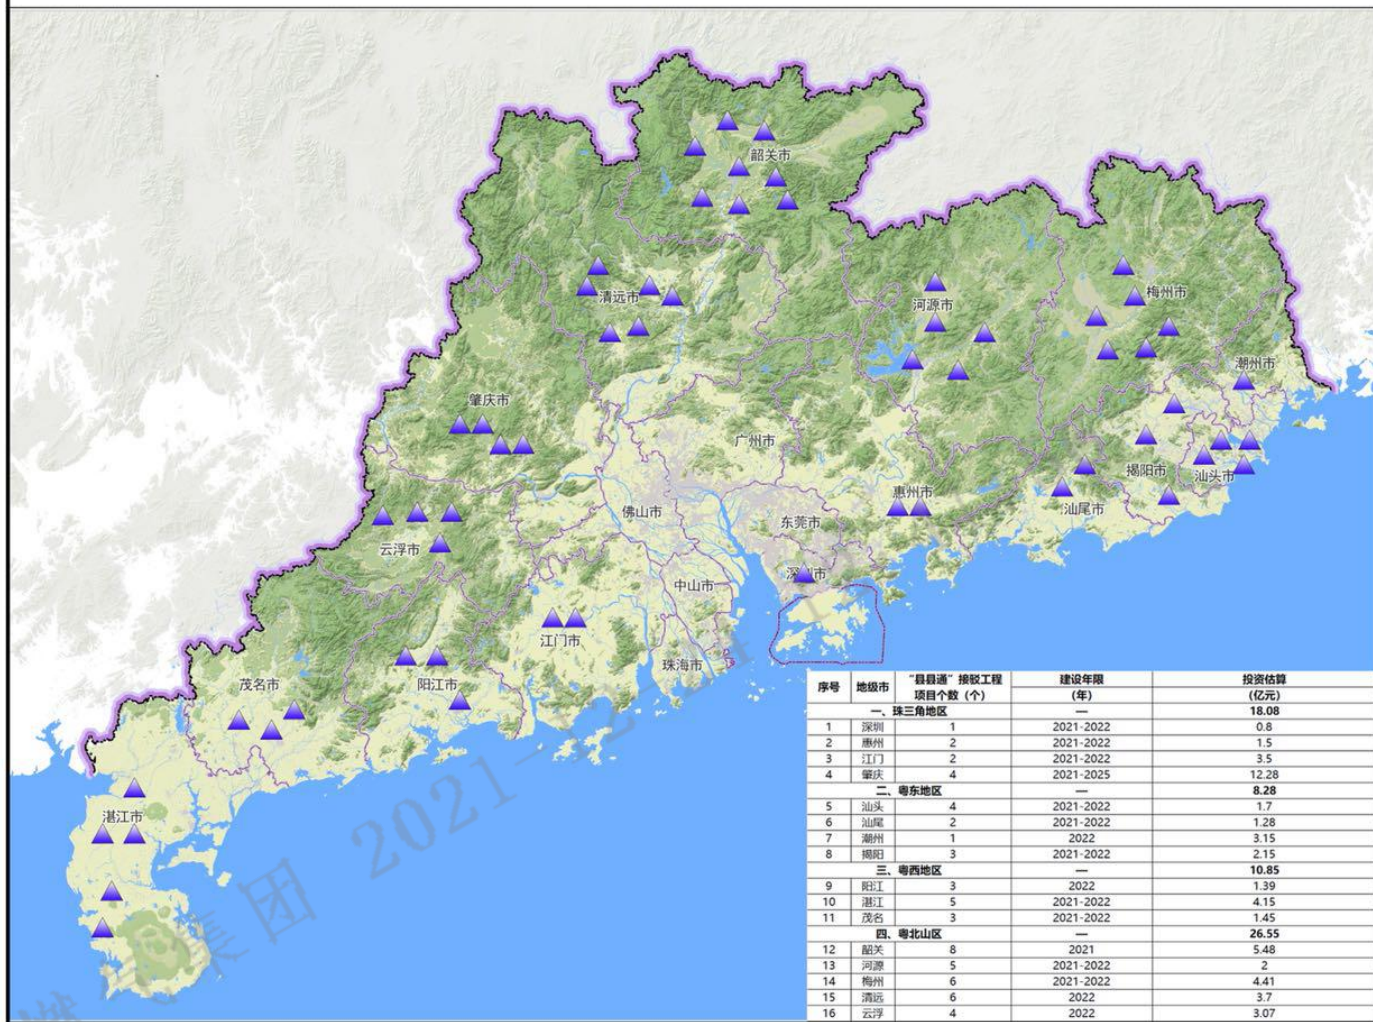 韶关市
清远市
河源市
梅州市
潮州市
肇庆市
广州市
揭阳市
汕头市
惠州市
汕尾市
佛山市
东莞市
云浮市
深圳市
中山市
江门市
珠海市
茂名市
阳江市
湛江市
燃气集团 2021-12-
序号 地级市 “县县通”接驳工程 项目个数（个） 建设年限 （年） 投资估算 （亿元）
一、珠三角地区 — 18.08
1 深圳 1 2021-2022 0.8
2 惠州 2 2021-2022 1.5
3 江门 2 2021-2022 3.5
4 肇庆 4 2021-2025 12.28
二、粤东地区 — 8.28
5 汕头 4 2021-2022 1.7
6 汕尾 2 2021-2022 1.28
7 潮州 1 2022 3.15
8 揭阳 3 2021-2022 2.15
三、粤西地区 — 10.85
9 阳江 3 2022 1.39
10 湛江 5 2021-2022 4.15
11 茂名 3 2021-2022 1.45
四、粤北山区 — 26.55
12 韶关 8 2021 5.48
13 河源 5 2021-2022 2
14 梅州 6 2021-2022 4.41
15 清远 6 2022 3.7
16 云浮 4 2022 3.07